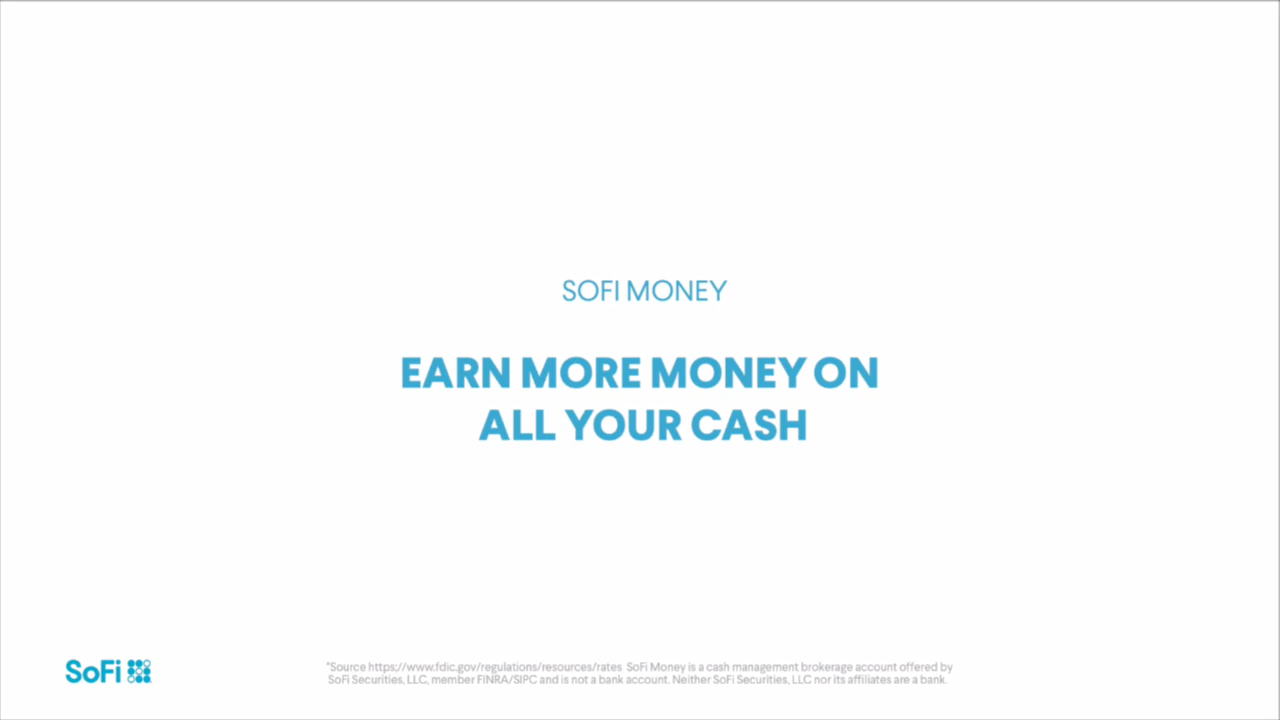 SOFI MONEY
EARN MORE MONEY ON
ALL YOUR CASH
SoFi
*Source https://www.fdic.gov/regulations/resources/rates SoFi Money is a cash management brokerage account offered by
SoFi Securities, LLC, member FINRA/SIPC and is not a bank account. Neither SoFi Securities, LLC nor its affiliates are a bank.